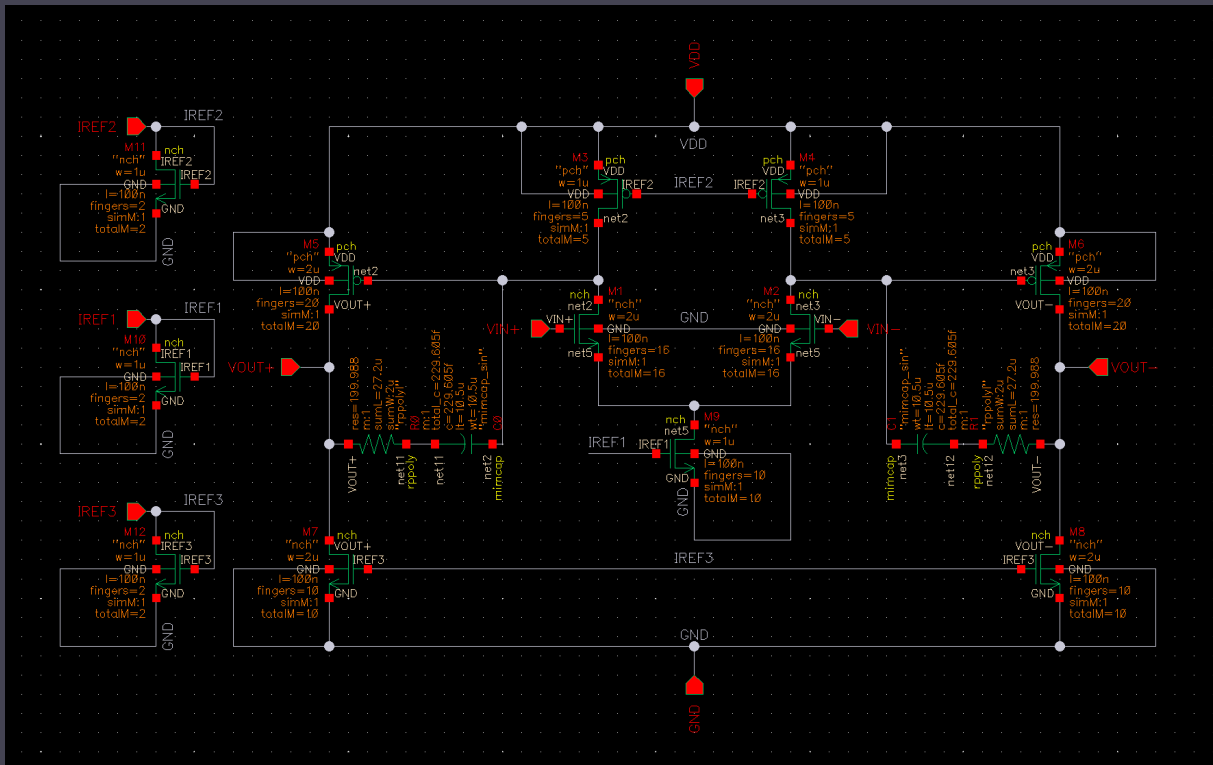 VDD
VDD
IREF2
IREF2
M11
nch
"nch"
IREF2
w=1u
GND
IREF2
l=100n
fingers=2
simM:1
totalM=2
GND
GND
M3
pch
"pch"
VDD
w=1u
VDD
IREF2
l=100n
fingers=5
simM:1
totalM=5
net2
IREF2
pch
M4
VDD
"pch"
w=1u
IREF2
VDD
l=100n
fingers=5
simM:1
totalM=5
net3
M5
pch
"pch"
VDD
w=2u
VDD
net2
l=100n
fingers=20
simM:1
totalM=20
VOUT+
pch
M6
VDD
"pch"
w=2u
net3
VDD
l=100n
fingers=20
simM:1
totalM=20
VOUT-
IREF1
IREF1
M10
nch
"nch"
IREF1
w=1u
GND
IREF1
l=100n
fingers=2
simM:1
totalM=2
GND
GND
VIN+
VIN+
nch
M1
net2
"nch"
w=2u
GND
l=100n
fingers=16
simM:1
totalM=16
net5
GND
M2
nch
"nch"
net3
w=2u
GND
l=100n
fingers=16
simM:1
totalM=16
net5
VIN-
VIN-
VOUT+
VOUT-
res=199.988
m:1
sumL=27.2u
sumW:2u
"rppoly"
R0
VOUT+
net11
rppoly
m:1
total_c=229.605f
c=229.605f
lt=10.5u
wt=10.5u
"mimcap_sin"
C0
net11
net2
mimcap
IREF1
nch
M9
net5
"nch"
w=1u
IREF1
GND
l=100n
fingers=10
simM:1
totalM=10
GND
GND
C1
"mimcap_sin"
wt=10.5u
lt=10.5u
c=229.605f
total_c=229.605f
m:1
mimcap
net3
net12
R1
"rppoly"
sumW:2u
sumL=27.2u
m:1
res=199.988
rppoly
net12
VOUT-
IREF3
IREF3
M12
nch
"nch"
IREF3
w=1u
GND
IREF3
l=100n
fingers=2
simM:1
totalM=2
GND
GND
M7
nch
"nch"
VOUT+
w=2u
GND
IREF3
l=100n
fingers=10
simM:1
totalM=10
GND
IREF3
nch
M8
VOUT-
"nch"
w=2u
IREF3
GND
l=100n
fingers=10
simM:1
totalM=10
GND
GND
GND